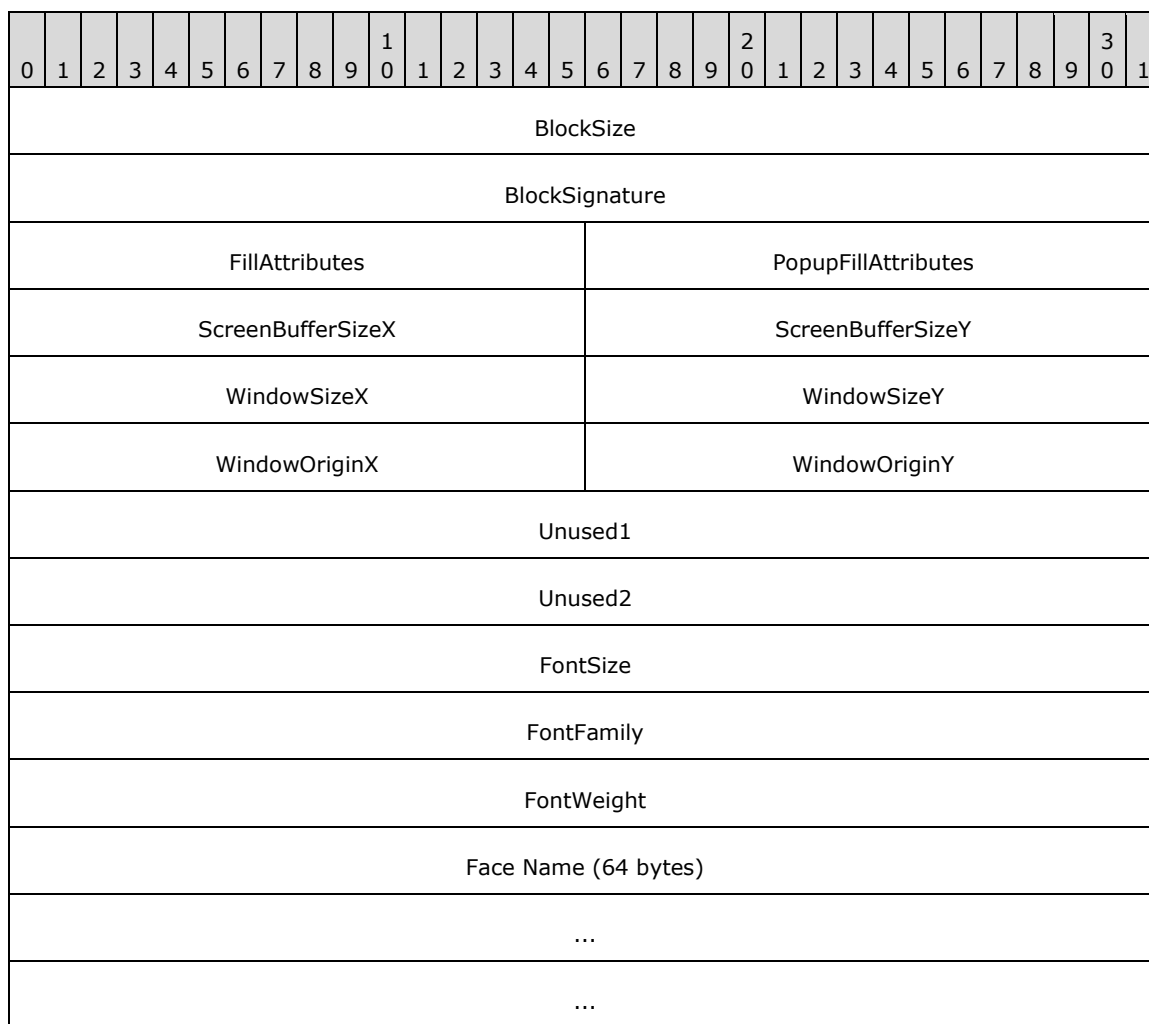 1 2 3
0 1 2 3 4 5 6 7 8 9 0 1 2 3 4 5 6 7 8 9 0 1 2 3 4 5 6 7 8 9 0 1
BlockSize
BlockSignature
FillAttributes PopupFillAttributes
ScreenBufferSizeX ScreenBufferSizeY
WindowSizeX WindowSizeY
WindowOriginX WindowOriginY
Unused1
Unused2
FontSize
FontFamily
FontWeight
Face Name (64 bytes)
...
...